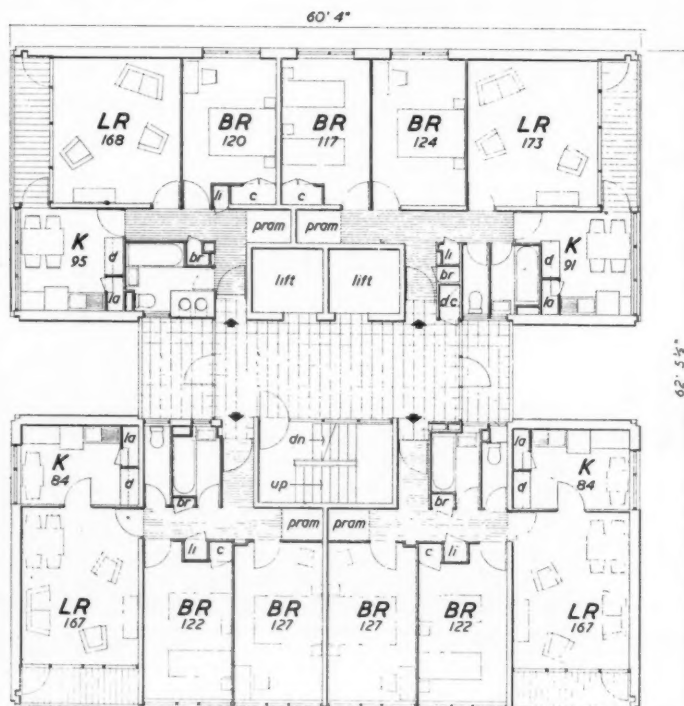 60' 4"
LR BR BR BR LR
168 120 117 124 173
li c c
pram pram
K K
95 d br lift lift li br d 91
la dc la
62' 5½"
la la
K dn K
84 d up d 84
br br
pram pram
li c c li
LR BR BR BR BR LR
167 122 127 127 122 167